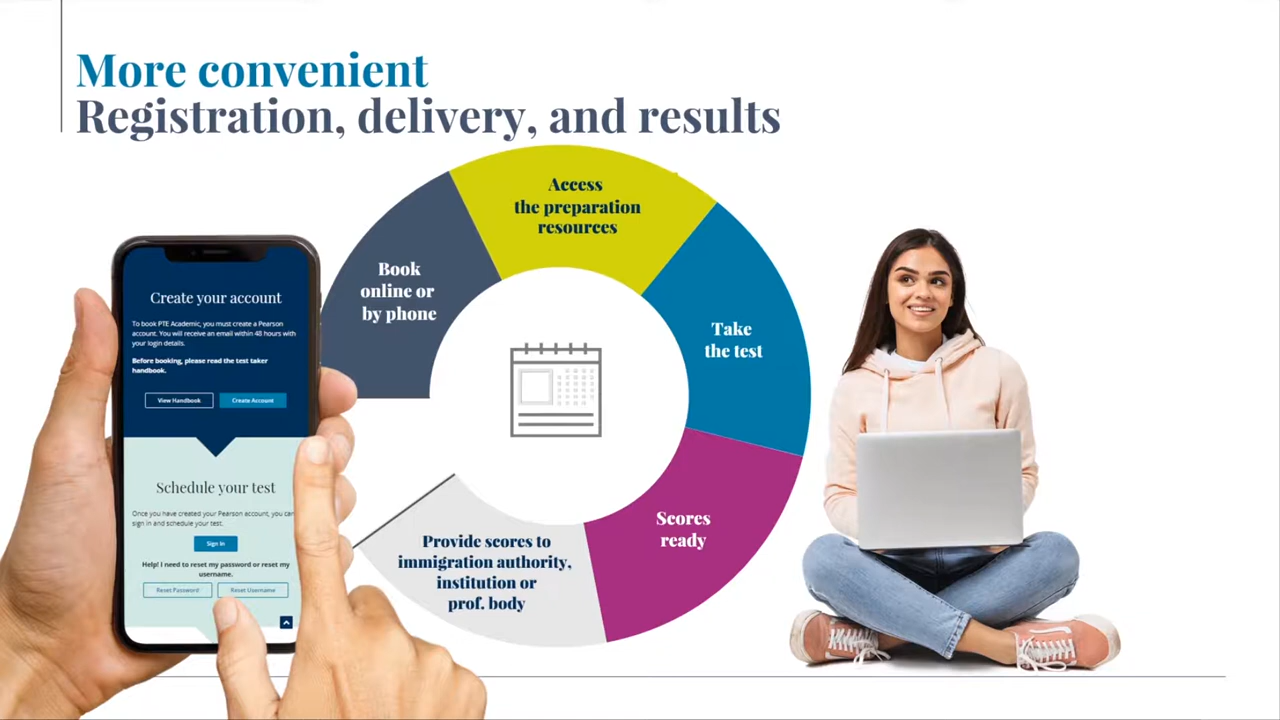 More convenient
Registration, delivery, and results
Book
online or
by phone
Access
the preparation
resources
Take
the test
Scores
ready
Provide scores to
immigration authority,
institution or
prof. body
Create your account
To book PTE Academic, you must create a Pearson
account. You will receive an email within 48 hours with
your login details.
Before booking, please read the test taker
handbook.
View Handbook
Create Account
Schedule your test
Once you have created your Pearson account, you can
sign in and schedule your test.
Sign In
Help! I need to reset my password or reset my
username.
Reset Password
Reset Username